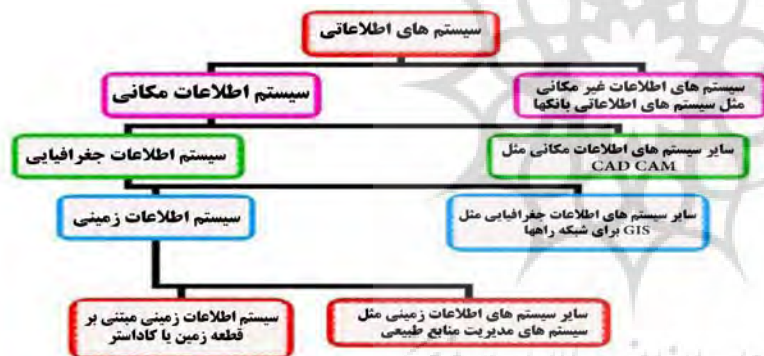 سیستم های اطلاعاتی
سیستم های اطلاعات غیر مکانی
مثل سیستم های اطلاعاتی بانکها
سیستم اطلاعات مکانی
سایر سیستم های اطلاعات مکانی مثل
CAD CAM
سیستم اطلاعات جغرافیایی
سایر سیستم های اطلاعات جغرافیایی مثل
GIS برای شبکه راهها
سیستم اطلاعات زمینی
سایر سیستم های اطلاعات زمینی مثل
سیستم های مدیریت منابع طبیعی
سیستم اطلاعات زمینی مبتنی بر
قطعه زمین یا کاداستر